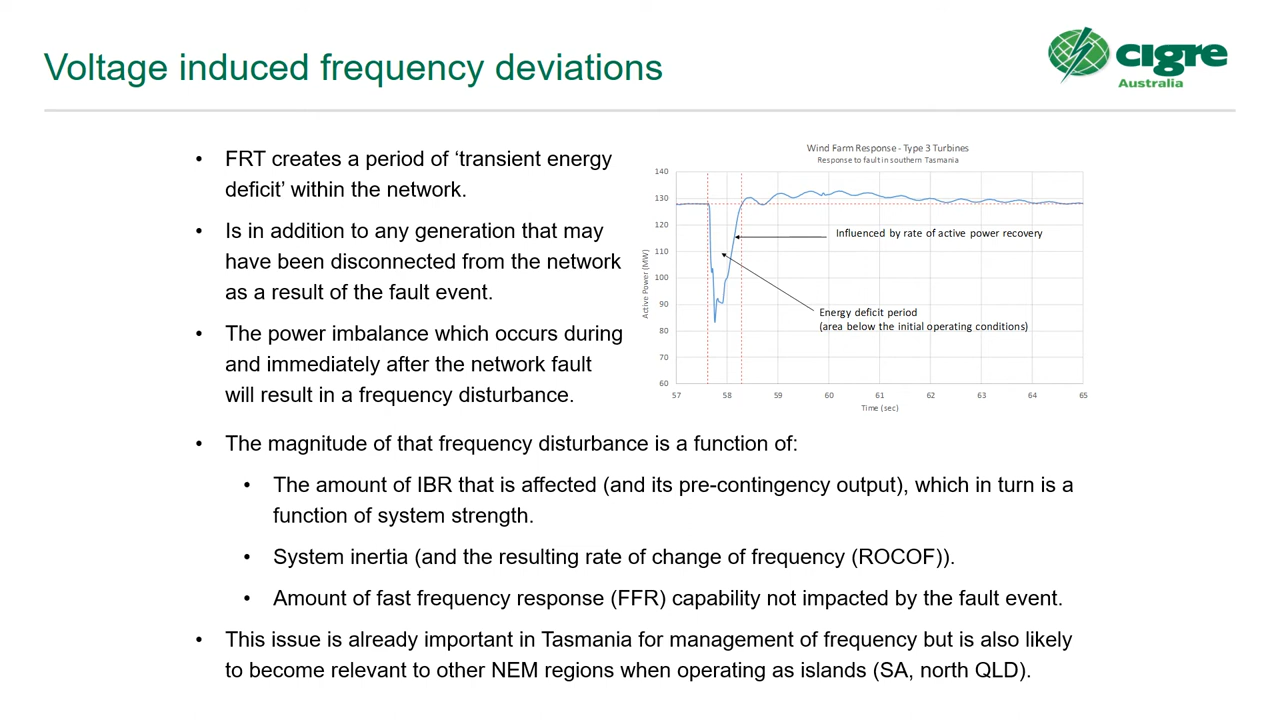 Voltage induced frequency deviations
cigre
Australia
• FRT creates a period of ‘transient energy
deficit’ within the network.
• Is in addition to any generation that may
have been disconnected from the network
as a result of the fault event.
• The power imbalance which occurs during
and immediately after the network fault
will result in a frequency disturbance.
Wind Farm Response - Type 3 Turbines
Response to fault in southern Tasmania
140
130
120
110
100
90
80
70
60
Active Power (MW)
Influenced by rate of active power recovery
Energy deficit period
(area below the initial operating conditions)
57 58 59 60 61 62 63 64 65
Time (sec)
• The magnitude of that frequency disturbance is a function of:
• The amount of IBR that is affected (and its pre-contingency output), which in turn is a
function of system strength.
• System inertia (and the resulting rate of change of frequency (ROCOF)).
• Amount of fast frequency response (FFR) capability not impacted by the fault event.
• This issue is already important in Tasmania for management of frequency but is also likely
to become relevant to other NEM regions when operating as islands (SA, north QLD).